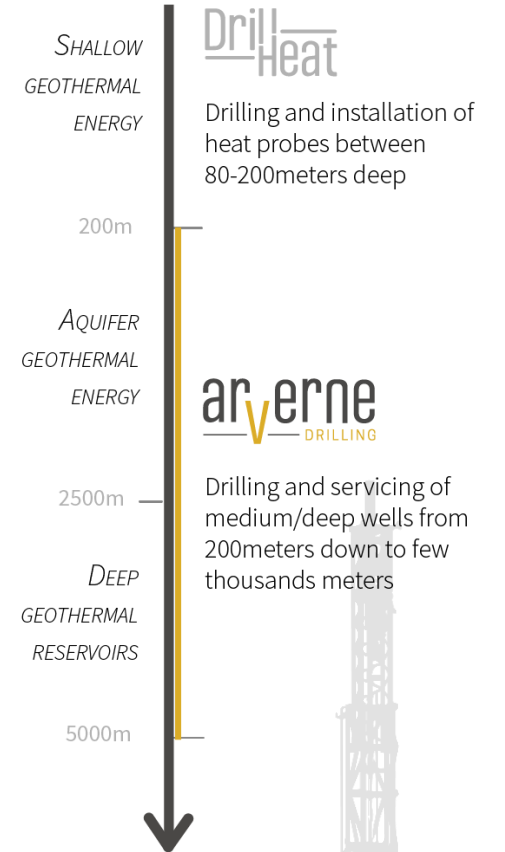 SHALLOW
GEOTHERMAL
ENERGY
Drill
Heat
Drilling and installation of
heat probes between
80-200meters deep
200m
AQUIFER
GEOTHERMAL
ENERGY
arverne
DRILLING
2500m
Drilling and servicing of
medium/deep wells from
200meters down to few
thousands meters
DEEP
GEOTHERMAL
RESERVOIRS
5000m